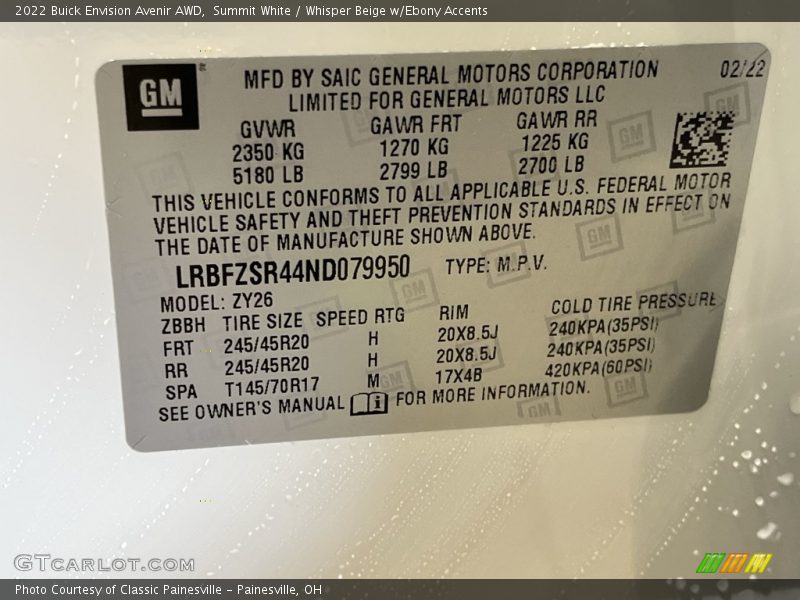 2022 Buick Envision Avenir AWD, Summit White / Whisper Beige w/Ebony Accents
GM
MFD BY SAIC GENERAL MOTORS CORPORATION 02/22
LIMITED FOR GENERAL MOTORS LLC
GVWR GAWR FRT GAWR RR
2350 KG 1270 KG 1225 KG
5180 LB 2799 LB 2700 LB
THIS VEHICLE CONFORMS TO ALL APPLICABLE U.S. FEDERAL MOTOR
VEHICLE SAFETY AND THEFT PREVENTION STANDARDS IN EFFECT ON
THE DATE OF MANUFACTURE SHOWN ABOVE.
LRBFZSR44ND079950 TYPE: M.P.V.
MODEL: ZY26
ZBBH TIRE SIZE SPEED RTG RIM COLD TIRE PRESSURE
FRT 245/45R20 H 20X8.5J 240KPA(35PSI)
RR 245/45R20 H 20X8.5J 240KPA(35PSI)
SPA T145/70R17 M 17X4B 420KPA(60PSI)
SEE OWNER'S MANUAL i FOR MORE INFORMATION.
GTCARLOT.COM
Photo Courtesy of Classic Painesville - Painesville, OH